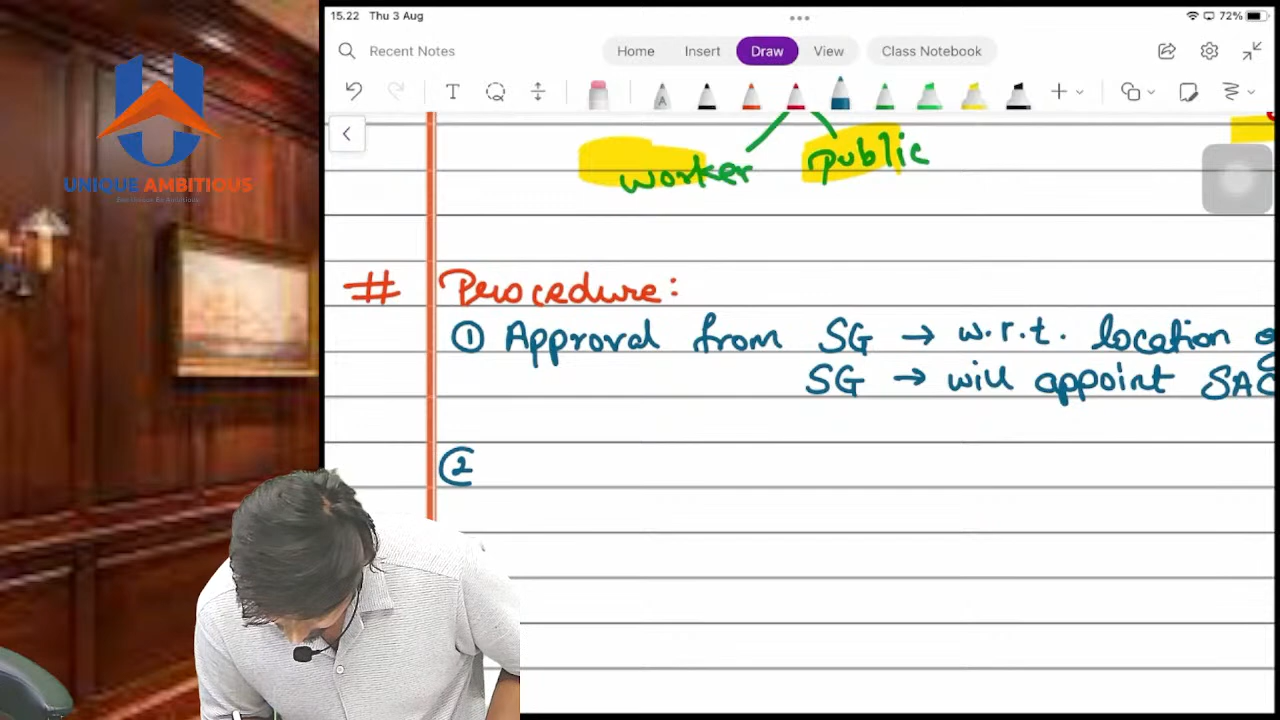 15.22 Thu 3 Aug
72%
Recent Notes
Home Insert Draw View Class Notebook
UNIQUE AMBITIOUS
worker public
# Procedure:
① Approval from SG → w.r.t. location
SG → will appoint SAC
②